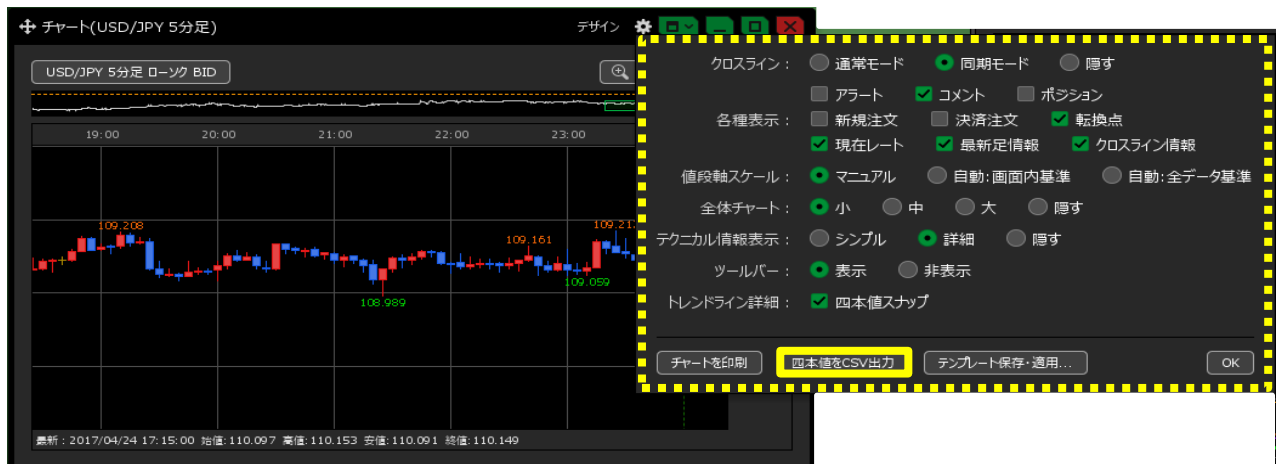 チャート(USD/JPY 5分足)
デザイン
USD/JPY 5分足 ローソク BID
19:00 20:00 21:00 22:00 23:00
109.208
109.161
109.059
108.989
最新 : 2017/04/24 17:15:00 始値:110.097 高値:110.153 安値:110.091 終値:110.149
クロスライン : 通常モード 同期モード 隠す
アラート コメント ポジション
各種表示 : 新規注文 決済注文 転換点
現在レート 最新足情報 クロスライン情報
値段軸スケール : マニュアル 自動:画面内基準 自動:全データ基準
全体チャート : 小 中 大 隠す
テクニカル情報表示 : シンプル 詳細 隠す
ツールバー : 表示 非表示
トレンドライン詳細 : 四本値スナップ
チャートを印刷 四本値をCSV出力 テンプレート保存・適用... OK